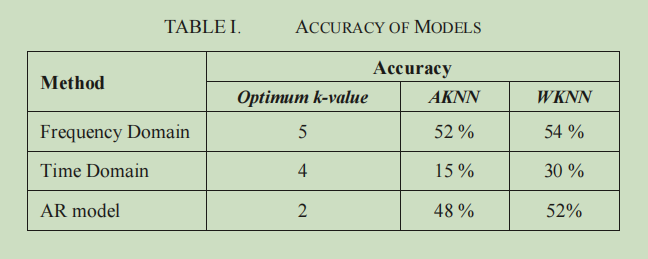 TABLE I. ACCURACY OF MODELS
Method Accuracy
Optimum k-value AKNN WKNN
Frequency Domain 5 52 % 54 %
Time Domain 4 15 % 30 %
AR model 2 48 % 52%